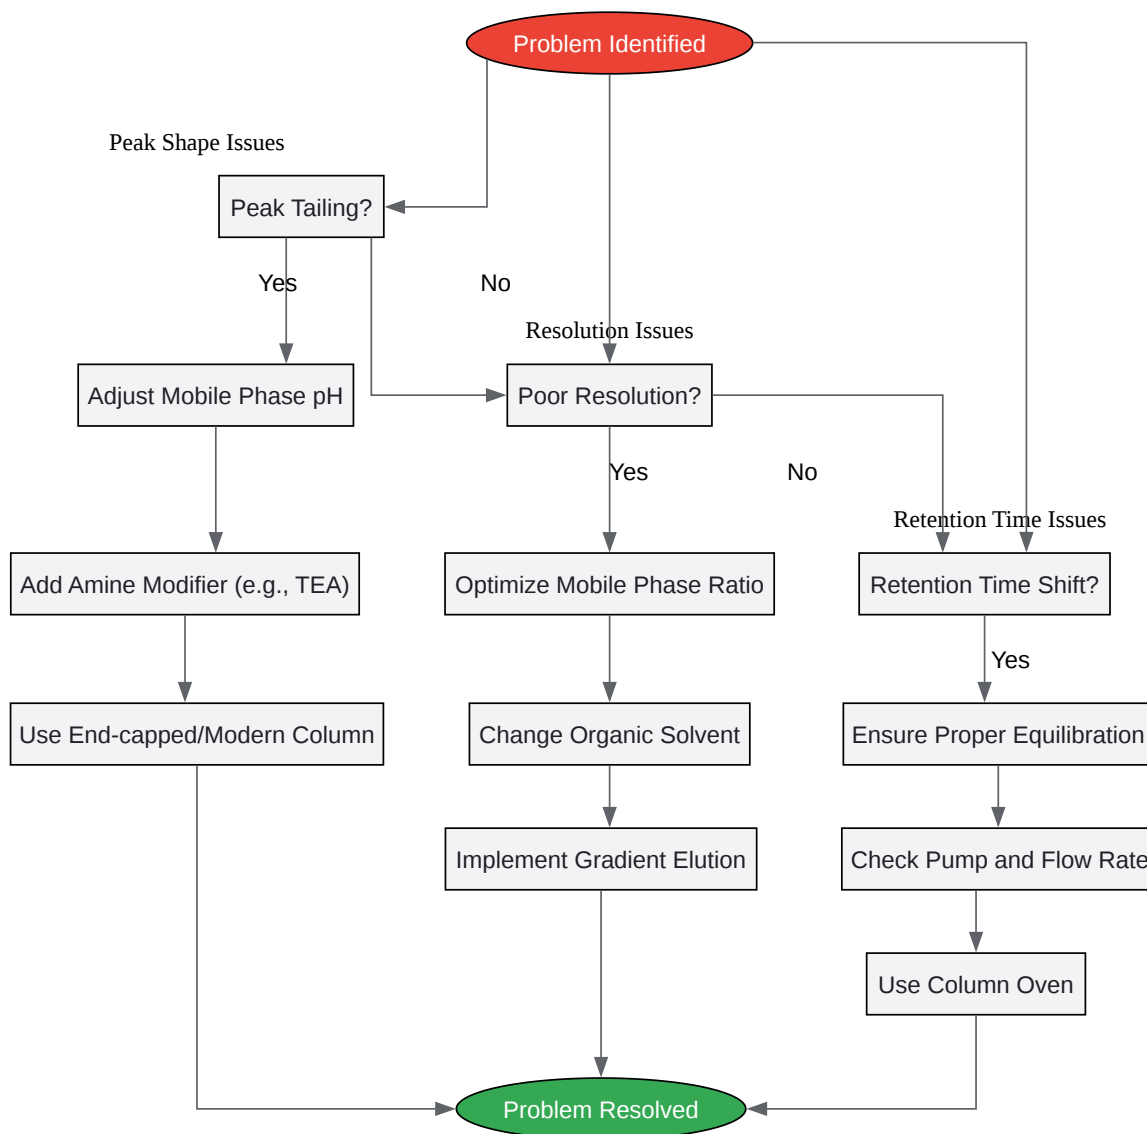 Problem Identified
Peak Shape Issues
Peak Tailing?
Yes
No
Resolution Issues
Adjust Mobile Phase pH
Poor Resolution?
Yes
No
Retention Time Issues
Add Amine Modifier (e.g., TEA)
Optimize Mobile Phase Ratio
Retention Time Shift?
Yes
Use End-capped/Modern Column
Change Organic Solvent
Ensure Proper Equilibration
Implement Gradient Elution
Check Pump and Flow Rate
Use Column Oven
Problem Resolved